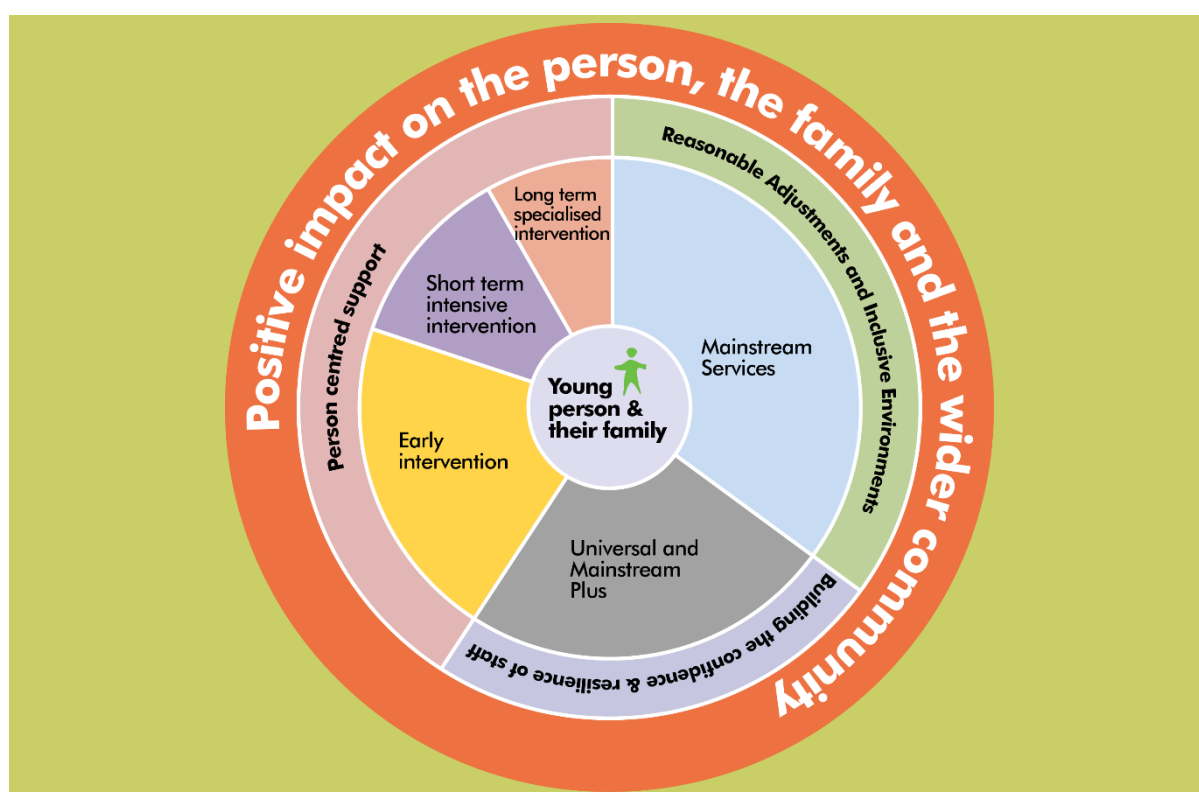 Positive impact on the person, the family and the wider community
Reasonable Adjustments and Inclusive Environments
Building the confidence & resilience of staff
Person centred support
Long term
specialised
intervention
Short term
intensive
intervention
Early
intervention
Universal and
Mainstream
Plus
Mainstream
Services
Young
person &
their family